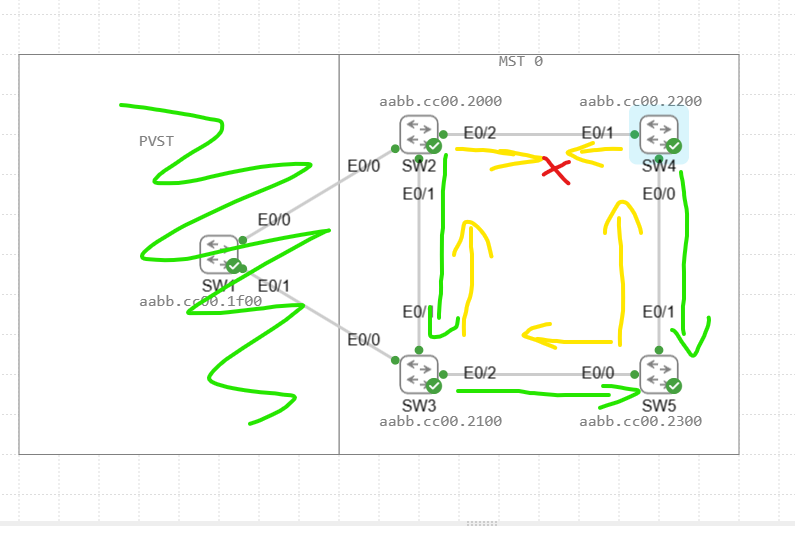 MST 0
aabb.cc00.2000
aabb.cc00.2200
PVST
E0/2
E0/1
SW2
SW4
E0/0
E0/1
E0/0
E0/0
SW1
E0/1
aabb.cc00.1f00
E0/
E0/1
E0/0
E0/2
E0/0
SW3
SW5
aabb.cc00.2100
aabb.cc00.2300